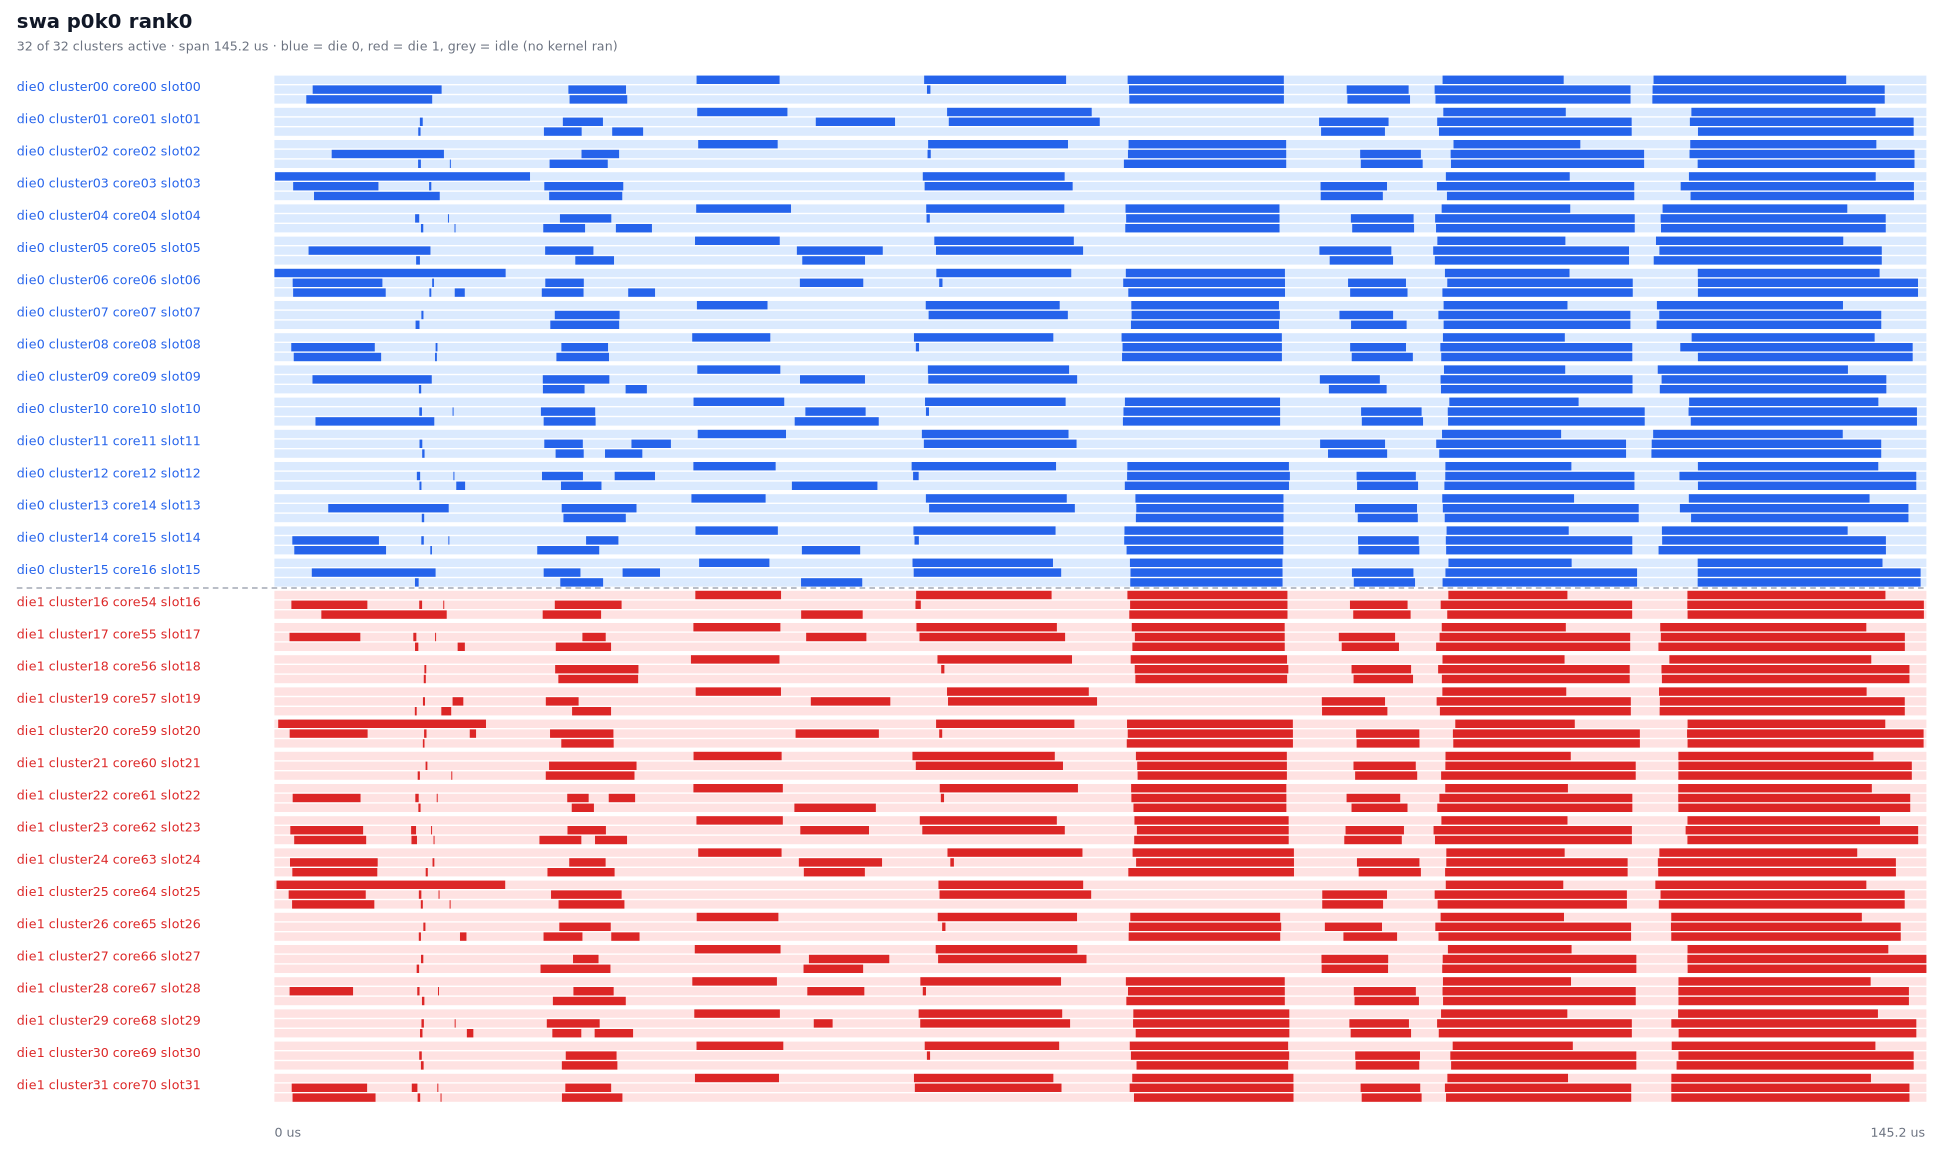 swa p0k0 rank0
32 of 32 clusters active · span 145.2 us · blue = die 0, red = die 1, grey = idle (no kernel ran)
die0 cluster00 core00 slot00
die0 cluster01 core01 slot01
die0 cluster02 core02 slot02
die0 cluster03 core03 slot03
die0 cluster04 core04 slot04
die0 cluster05 core05 slot05
die0 cluster06 core06 slot06
die0 cluster07 core07 slot07
die0 cluster08 core08 slot08
die0 cluster09 core09 slot09
die0 cluster10 core10 slot10
die0 cluster11 core11 slot11
die0 cluster12 core12 slot12
die0 cluster13 core13 slot13
die0 cluster14 core15 slot14
die0 cluster15 core16 slot15
die1 cluster16 core54 slot16
die1 cluster17 core55 slot17
die1 cluster18 core56 slot18
die1 cluster19 core57 slot19
die1 cluster20 core59 slot20
die1 cluster21 core60 slot21
die1 cluster22 core61 slot22
die1 cluster23 core62 slot23
die1 cluster24 core63 slot24
die1 cluster25 core64 slot25
die1 cluster26 core65 slot26
die1 cluster27 core66 slot27
die1 cluster28 core67 slot28
die1 cluster29 core68 slot29
die1 cluster30 core69 slot30
die1 cluster31 core70 slot31
0 us
145.2 us